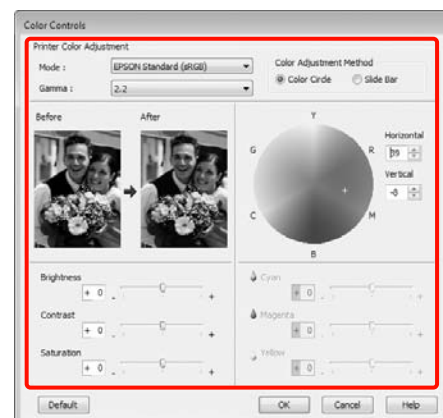 Color Controls
Printer Color Adjustment
Mode : EPSON Standard (sRGB)
Gamma : 2.2
Color Adjustment Method
Color Circle Slide Bar
Before After
Y
G R
C M
B
Horizontal
Vertical
-8
Brightness
+ 0 - +
Contrast
+ 0 - +
Saturation
+ 0 - +
Cyan
+ 0 - +
Magenta
+ 0 - +
Yellow
+ 0 - +
Default OK Cancel Help